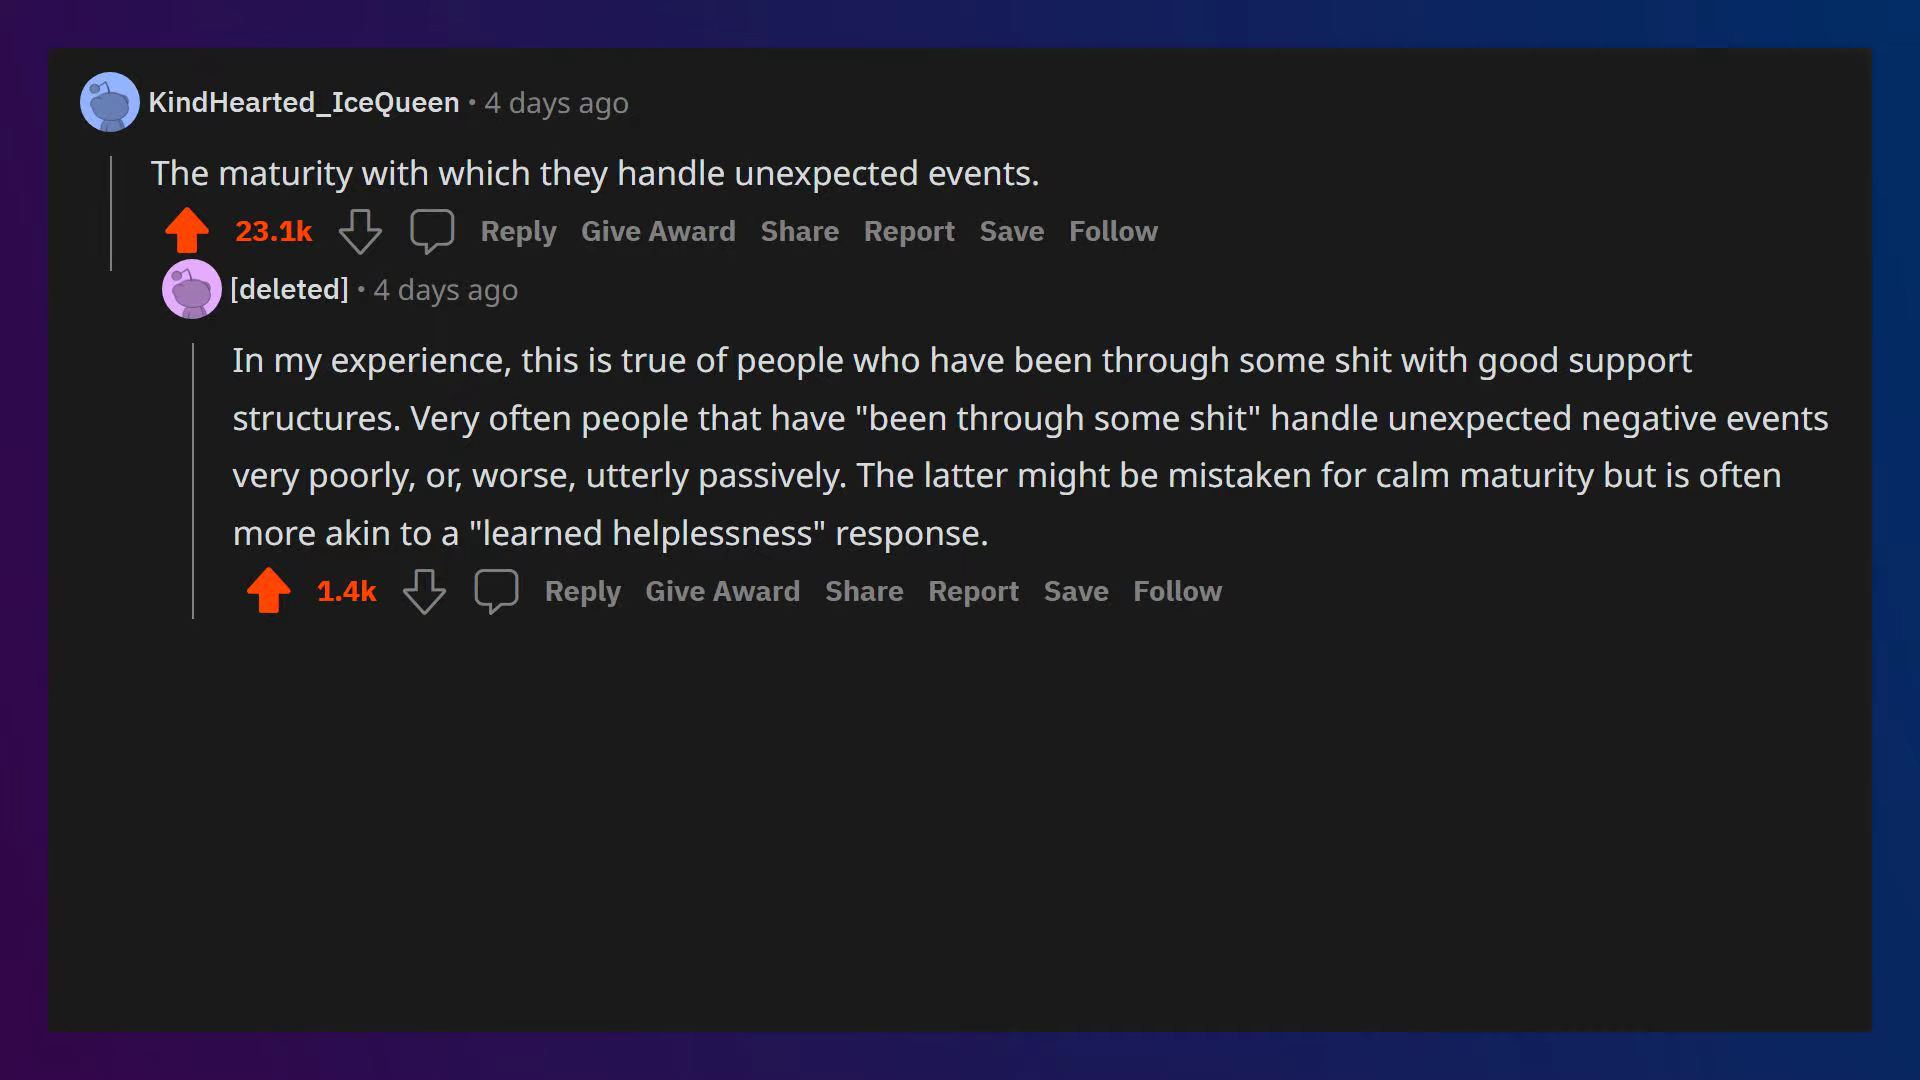 KindHearted_IceQueen • 4 days ago
The maturity with which they handle unexpected events.
23.1k Reply Give Award Share Report Save Follow
[deleted] • 4 days ago
In my experience, this is true of people who have been through some shit with good support
structures. Very often people that have "been through some shit" handle unexpected negative events
very poorly, or, worse, utterly passively. The latter might be mistaken for calm maturity but is often
more akin to a "learned helplessness" response.
1.4k Reply Give Award Share Report Save Follow